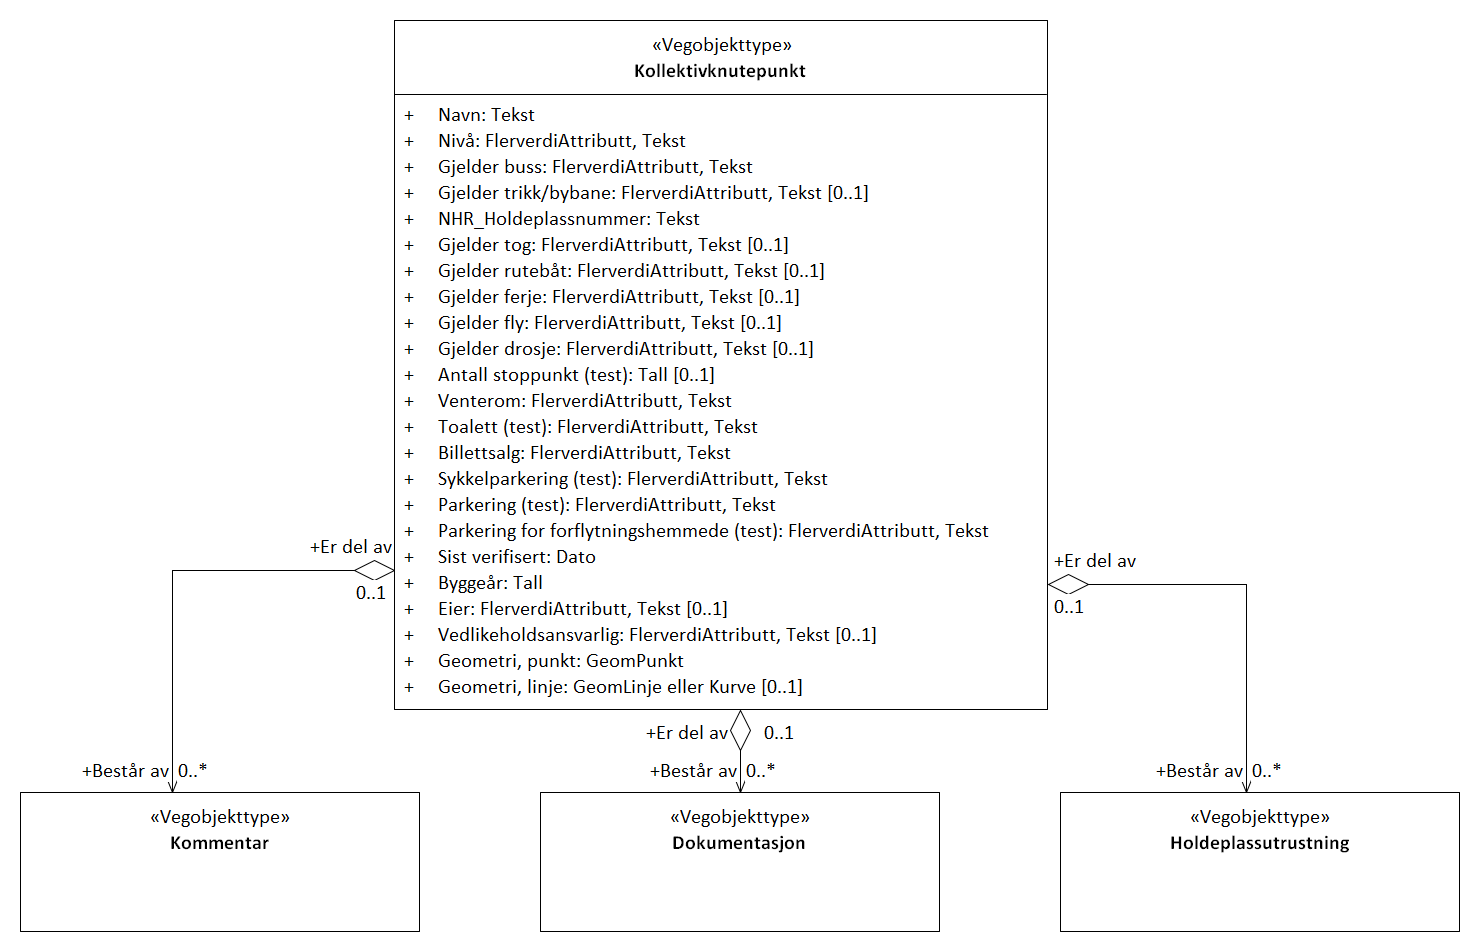 «Vegobjekttype»
Kollektivknutepunkt
+ Navn: Tekst
+ Nivå: FlerverdiAttributt, Tekst
+ Gjelder buss: FlerverdiAttributt, Tekst
+ Gjelder trikk/bybane: FlerverdiAttributt, Tekst [0..1]
+ NHR_Holdeplassnummer: Tekst
+ Gjelder tog: FlerverdiAttributt, Tekst [0..1]
+ Gjelder rutebåt: FlerverdiAttributt, Tekst [0..1]
+ Gjelder ferje: FlerverdiAttributt, Tekst [0..1]
+ Gjelder fly: FlerverdiAttributt, Tekst [0..1]
+ Gjelder drosje: FlerverdiAttributt, Tekst [0..1]
+ Antall stoppunkt (test): Tall [0..1]
+ Venterom: FlerverdiAttributt, Tekst
+ Toalett (test): FlerverdiAttributt, Tekst
+ Billettsalg: FlerverdiAttributt, Tekst
+ Sykkelparkering (test): FlerverdiAttributt, Tekst
+ Parkering (test): FlerverdiAttributt, Tekst
+ Parkering for forflytningshemmede (test): FlerverdiAttributt, Tekst
+ Sist verifisert: Dato
+ Byggeår: Tall
+ Eier: FlerverdiAttributt, Tekst [0..1]
+ Vedlikeholdsansvarlig: FlerverdiAttributt, Tekst [0..1]
+ Geometri, punkt: GeomPunkt
+ Geometri, linje: GeomLinje eller Kurve [0..1]
+Er del av
0..1
+Er del av
0..1
+Er del av 0..1
+Består av 0..*
+Består av 0..*
+Består av 0..*
«Vegobjekttype»
Kommentar
«Vegobjekttype»
Dokumentasjon
«Vegobjekttype»
Holdeplassutrustning